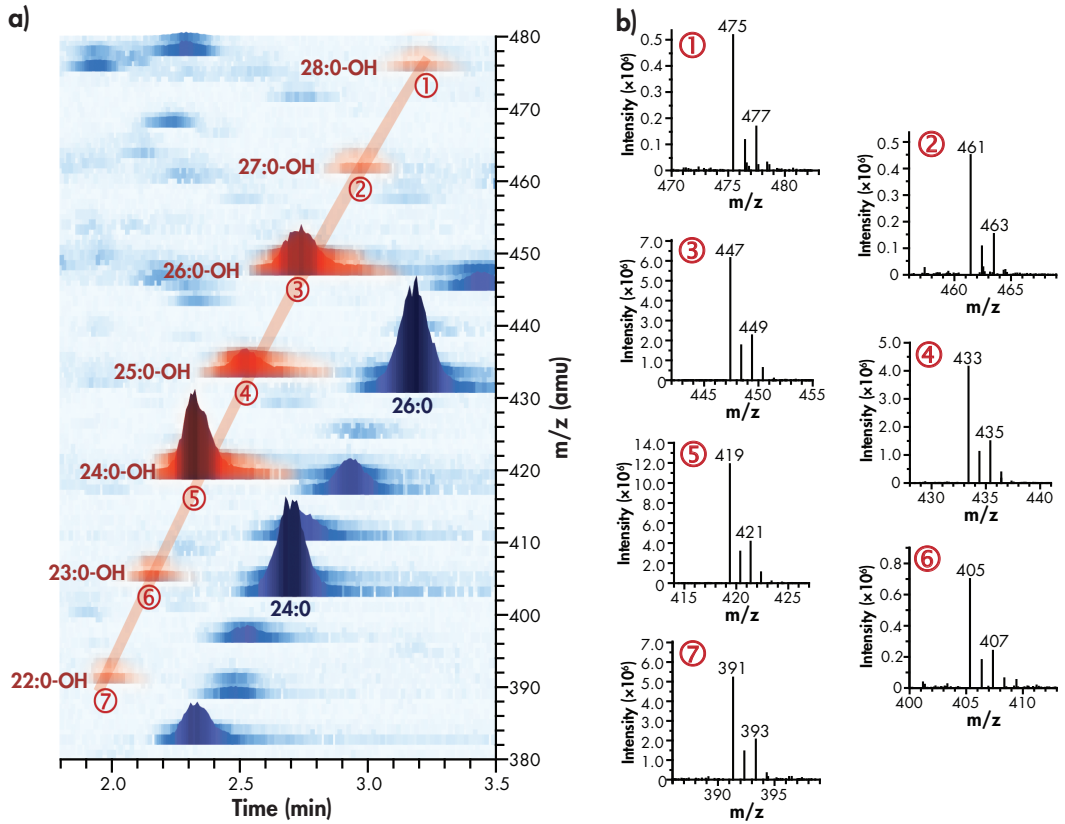 a)
28:0-OH
①
27:0-OH
②
26:0-OH
③
25:0-OH
④
26:0
24:0-OH
⑤
23:0-OH
⑥
24:0
22:0-OH
⑦
480
470
460
450
440
430
420
410
400
390
380
m/z (amu)
2.0 2.5 3.0 3.5
Time (min)
b)
①
Intensity (×10⁶)
0.5
0.4
0.3
0.2
0.1
0
475
477
470 475 480
m/z
②
Intensity (×10⁶)
0.5
0.4
0.3
0.2
0.1
0
461
463
460 465
m/z
③
Intensity (×10⁶)
7.0
6.0
5.0
4.0
3.0
2.0
1.0
0
447
449
445 450 455
m/z
④
Intensity (×10⁶)
5.0
4.0
3.0
2.0
1.0
0
433
435
430 435 440
m/z
⑤
Intensity (×10⁶)
14.0
12.0
10.0
8.0
6.0
4.0
2.0
0
419
421
415 420 425
m/z
⑥
Intensity (×10⁶)
0.8
0.6
0.4
0.2
0
405
407
400 405 410
m/z
⑦
Intensity (×10⁶)
7.0
6.0
5.0
4.0
3.0
2.0
1.0
0
391
393
390 395
m/z